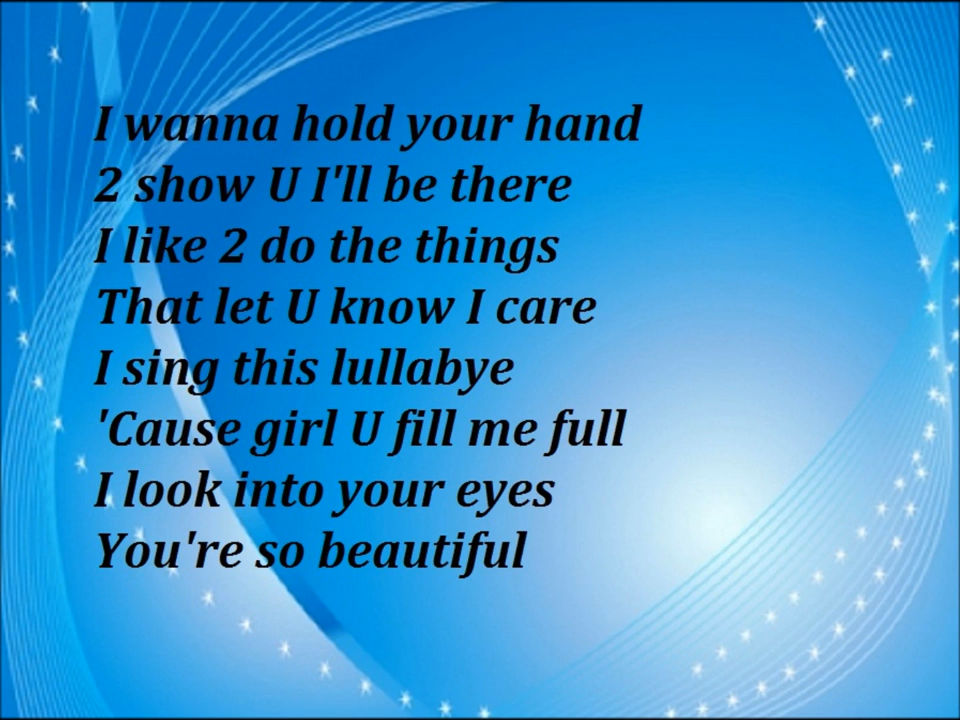 I wanna hold your hand
2 show U I'll be there
I like 2 do the things
That let U know I care
I sing this lullabye
'Cause girl U fill me full
I look into your eyes
You're so beautiful